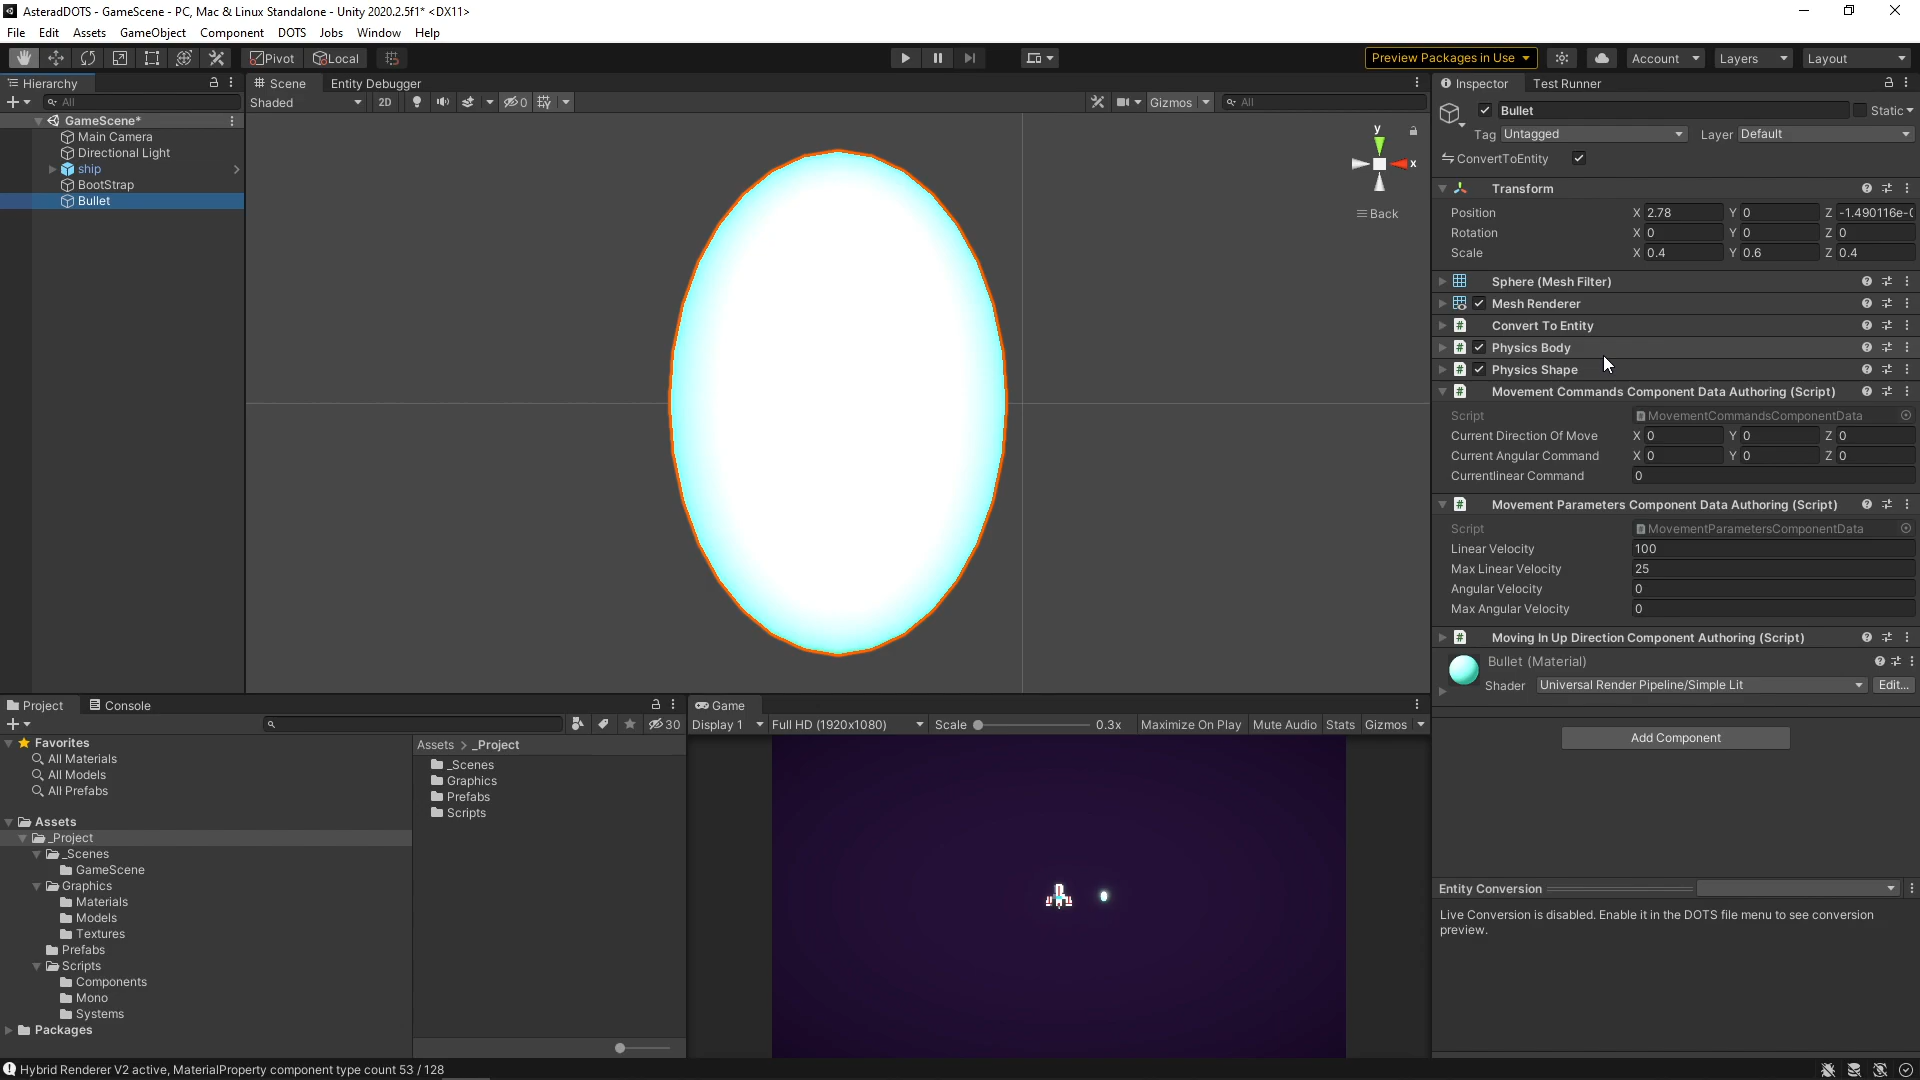 AsteradDOTS - GameScene - PC, Mac & Linux Standalone - Unity 2020.2.5f1* <DX11>
File Edit Assets GameObject Component DOTS Jobs Window Help
Pivot Local Preview Packages in Use Account Layers Layout
Hierarchy
All
GameScene*
Main Camera
Directional Light
ship
BootStrap
Bullet
Scene Entity Debugger
Shaded 2D 0 Gizmos All
y
x
Back
Inspector Test Runner
Bullet Static
Tag Untagged Layer Default
ConvertToEntity
Transform
Position X 2.78 Y 0 Z -1.490116e-(
Rotation X 0 Y 0 Z 0
Scale X 0.4 Y 0.6 Z 0.4
Sphere (Mesh Filter)
# Mesh Renderer
# Convert To Entity
# Physics Body
# Physics Shape
# Movement Commands Component Data Authoring (Script)
Script MovementCommandsComponentData
Current Direction Of Move X 0 Y 0 Z 0
Current Angular Command X 0 Y 0 Z 0
Currentlinear Command 0
# Movement Parameters Component Data Authoring (Script)
Script MovementParametersComponentData
Linear Velocity 100
Max Linear Velocity 25
Angular Velocity 0
Max Angular Velocity 0
# Moving In Up Direction Component Authoring (Script)
Bullet (Material)
Shader Universal Render Pipeline/Simple Lit Edit...
Add Component
Entity Conversion
Live Conversion is disabled. Enable it in the DOTS file menu to see conversion
preview.
Project Console
30
Favorites
All Materials
All Models
All Prefabs
Assets
_Project
_Scenes
GameScene
Graphics
Materials
Models
Textures
Prefabs
Scripts
Components
Mono
Systems
Packages
Assets > _Project
_Scenes
Graphics
Prefabs
Scripts
Game
Display 1 Full HD (1920x1080) Scale 0.3x Maximize On Play Mute Audio Stats Gizmos
Hybrid Renderer V2 active, MaterialProperty component type count 53 / 128